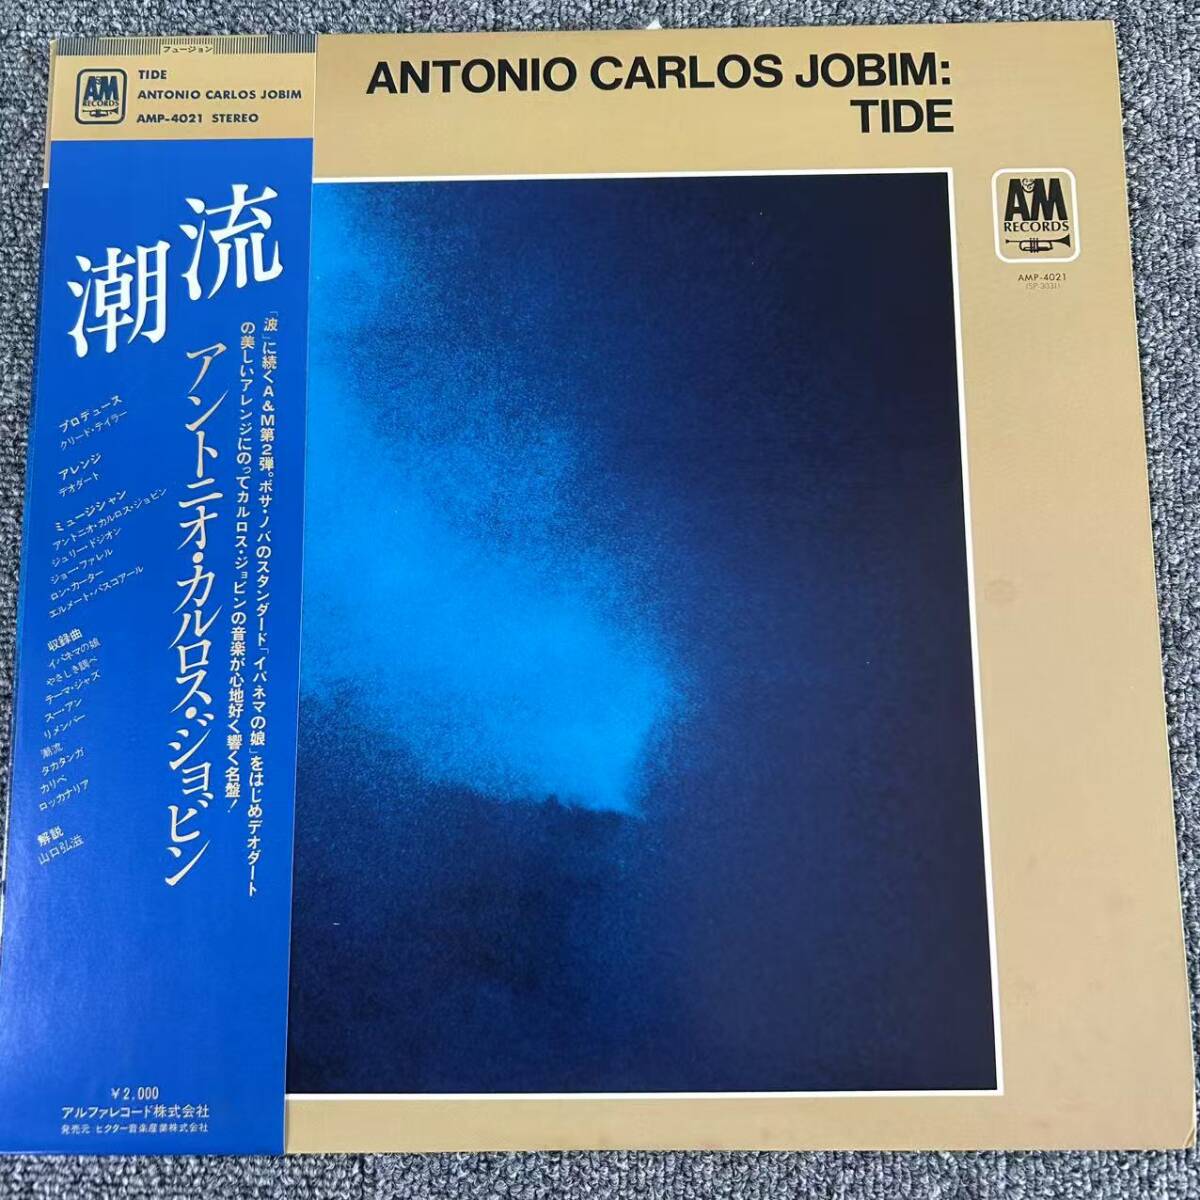 フュージョン
A&M
RECORDS
TIDE
ANTONIO CARLOS JOBIM
AMP-4021 STEREO
潮流
アントニオ・カルロス・ジョビン
「波」に続くA&M第2弾。ボサ・ノバのスタンダード「イパネマの娘」をはじめデオダート
の美しいアレンジにのってカルロス・ジョビンの音楽が心地好く響く名盤!
プロデュース
クリード・テイラー
アレンジ
デオダート
ミュージシャン
アントニオ・カルロス・ジョビン
ジェリー・ドジオン
ジョー・ファレル
ロン・カーター
エルメート・パスコアール
収録曲
イパネマの娘
やさしき調べ
テーマ・ジャズ
スー・アン
リメンバー
潮流
タカタンガ
カリベ
ロッカナリア
解説
山口弘滋
¥2,000
アルファレコード株式会社
発売元 ビクター音楽産業株式会社
ANTONIO CARLOS JOBIM:
TIDE
A&M
RECORDS
AMP-4021
(SP-3031)